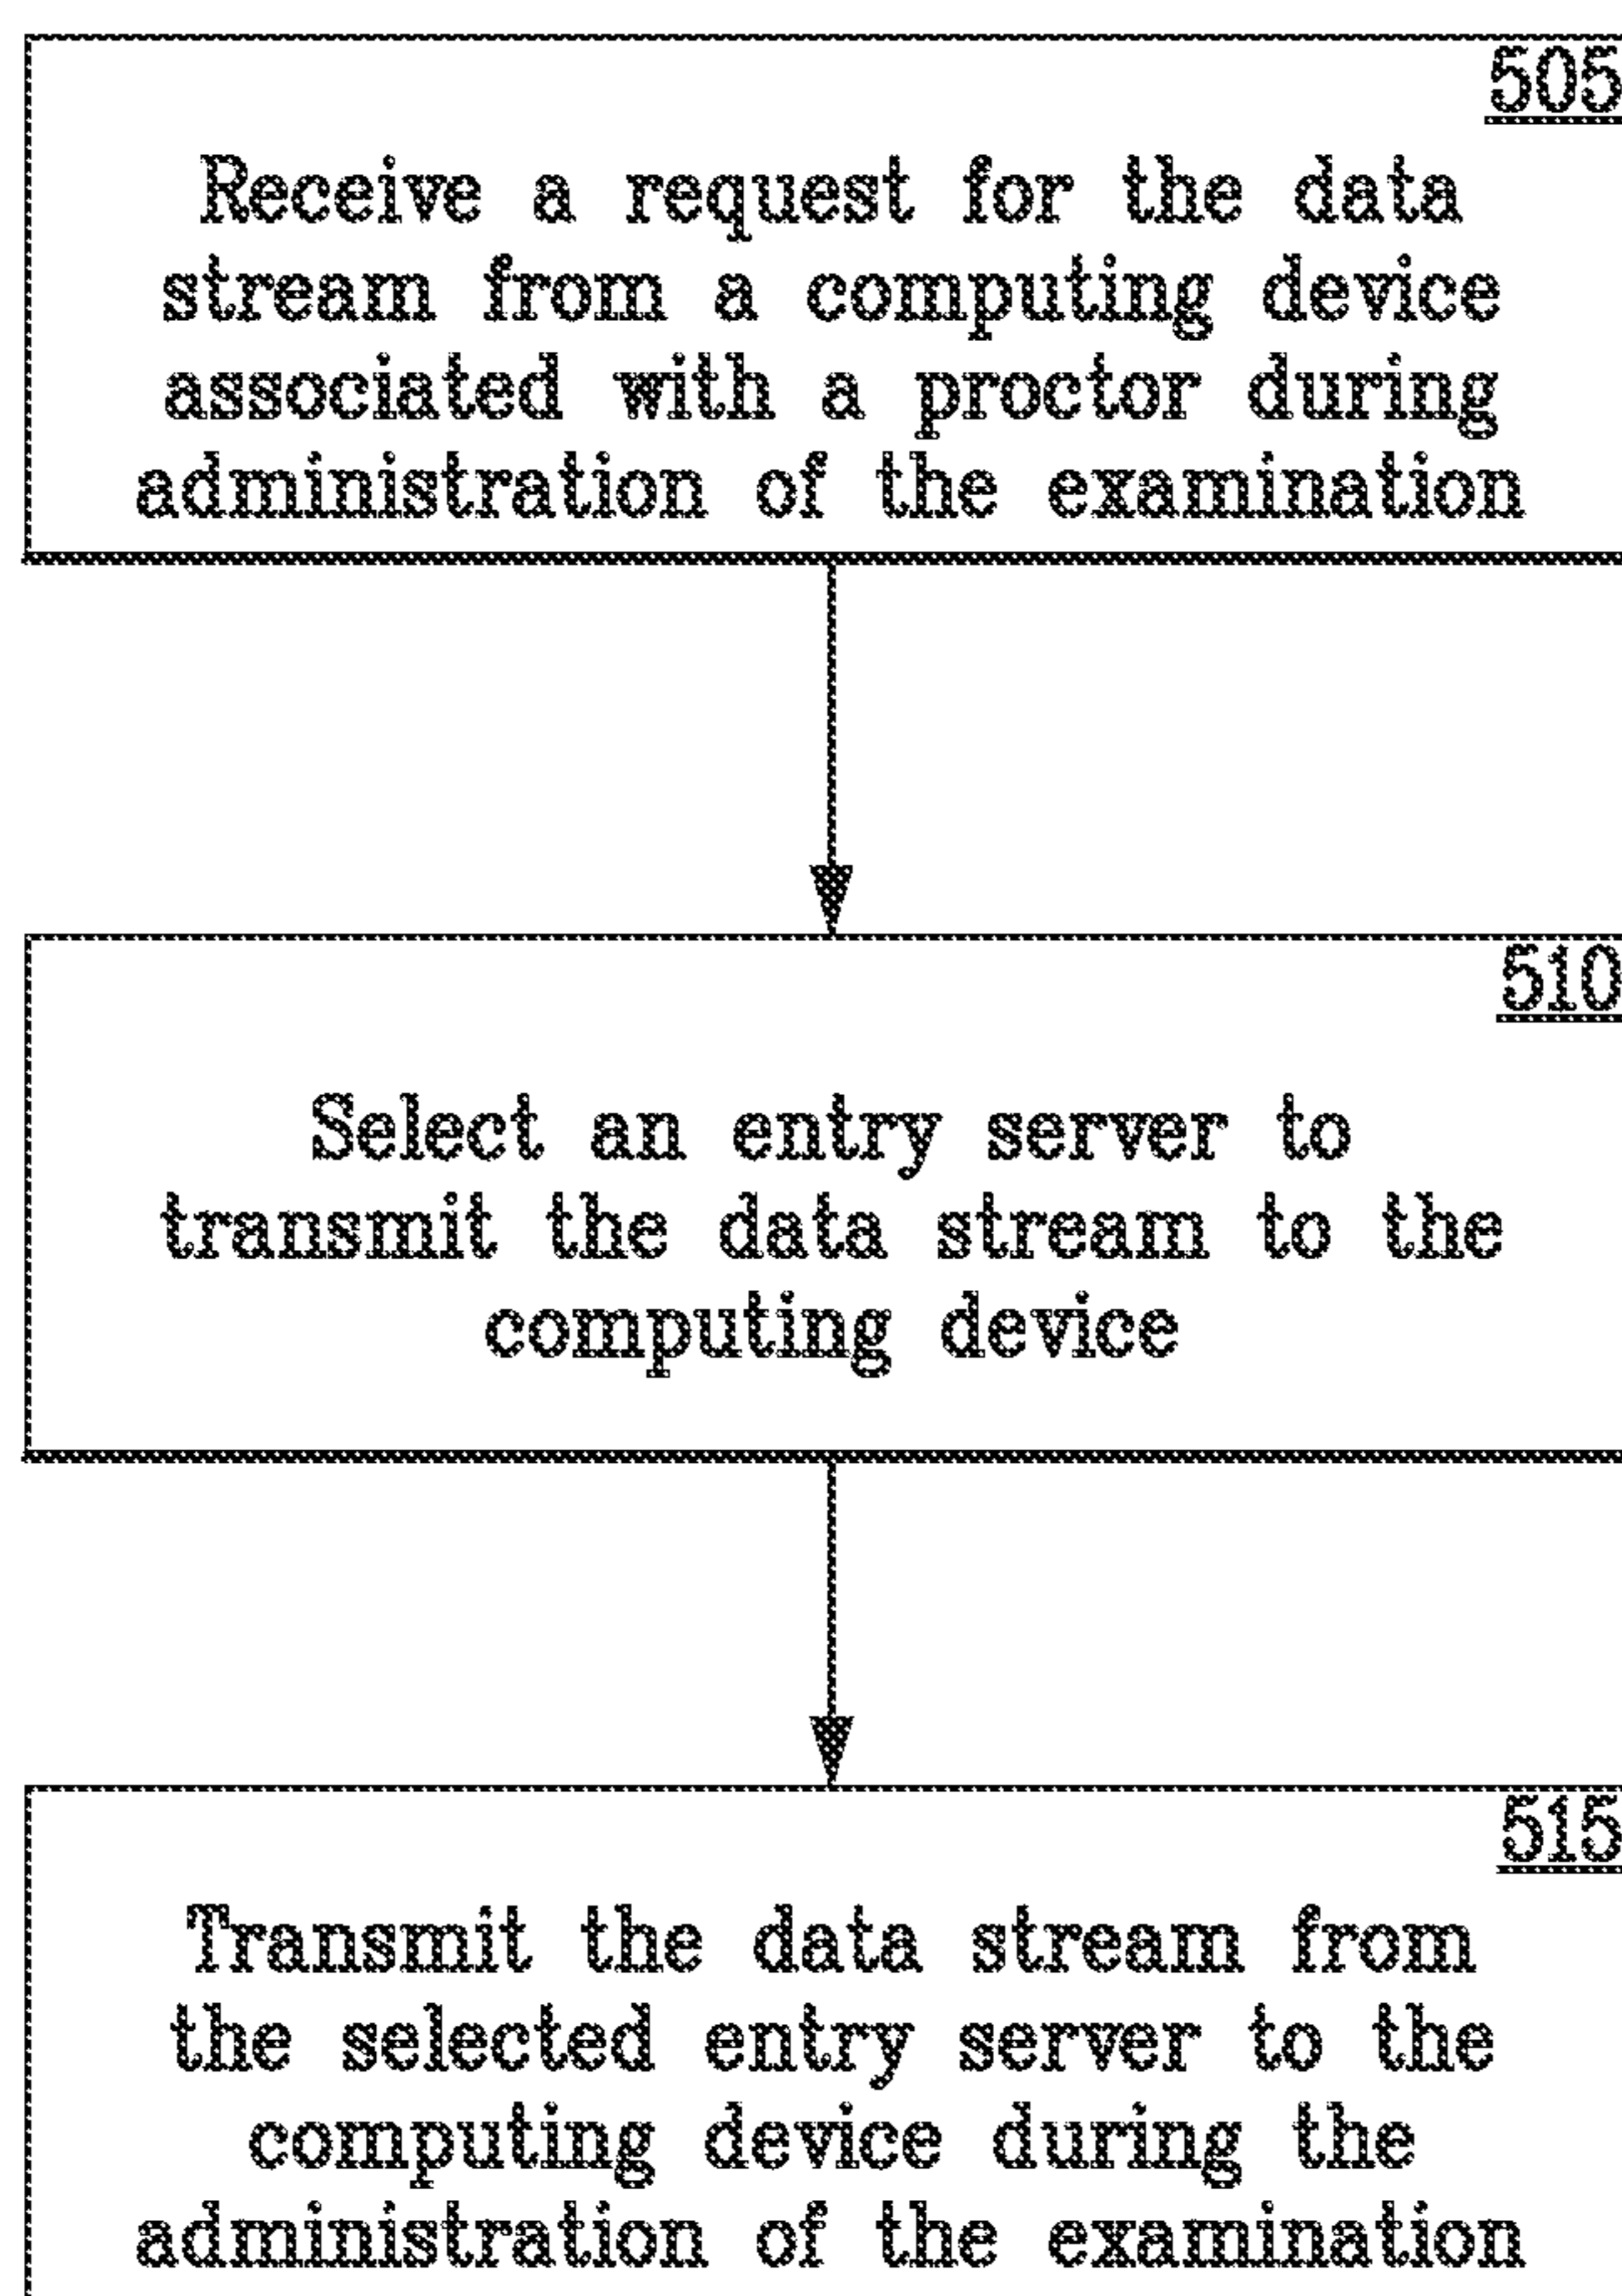 505
Receive a request for the data
stream from a computing device
associated with a proctor during
administration of the examination
510
Select an entry server to
transmit the data stream to the
computing device
515
Transmit the data stream from
the selected entry server to the
computing device during the
administration of the examination